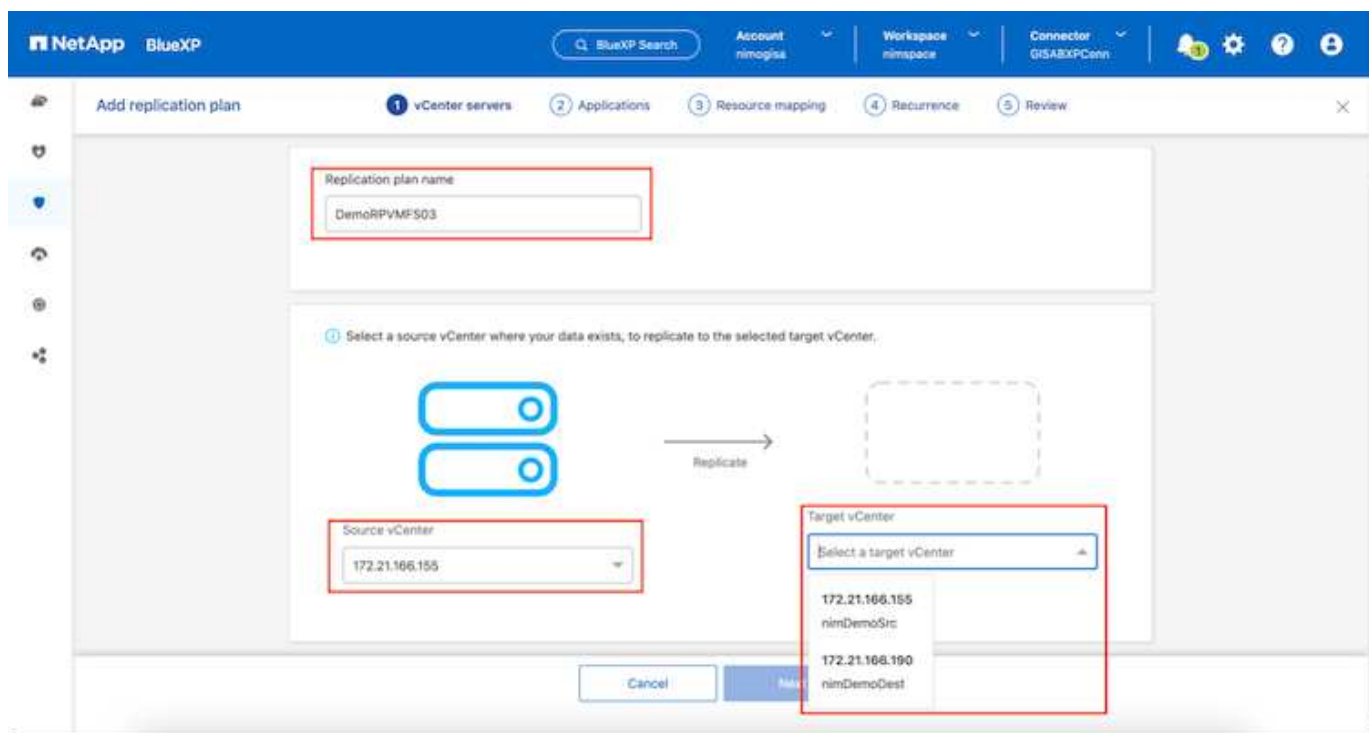 NetApp BlueXP
BlueXP Search
Account
nimogisa
Workspace
nimspace
Connector
GISABXPConn
Add replication plan
1 vCenter servers
2 Applications
3 Resource mapping
4 Recurrence
5 Review
Replication plan name
DemoRPVMFS03
Select a source vCenter where your data exists, to replicate to the selected target vCenter.
Replicate
Source vCenter
172.21.166.155
Target vCenter
Select a target vCenter
172.21.166.155
nimDemoSrc
172.21.166.190
nimDemoDest
Cancel